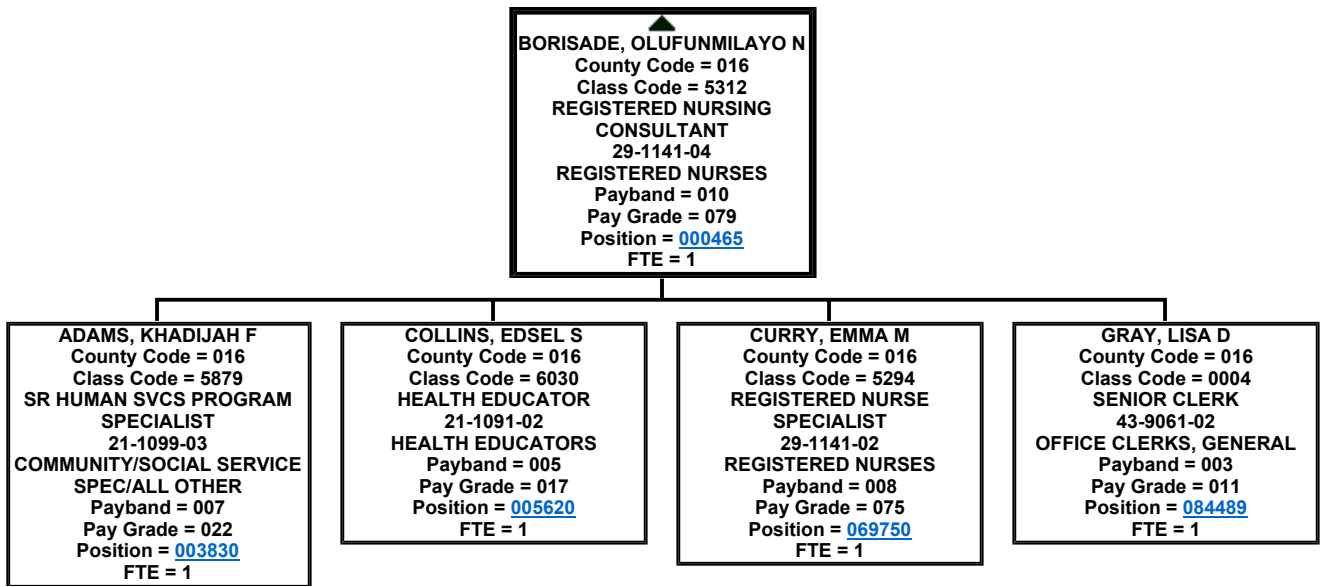 BORISADE, OLUFUNMILAYO N
County Code = 016
Class Code = 5312
REGISTERED NURSING
CONSULTANT
29-1141-04
REGISTERED NURSES
Payband = 010
Pay Grade = 079
Position = 000465
FTE = 1
ADAMS, KHADIJAH F
County Code = 016
Class Code = 5879
SR HUMAN SVCS PROGRAM
SPECIALIST
21-1099-03
COMMUNITY/SOCIAL SERVICE
SPEC/ALL OTHER
Payband = 007
Pay Grade = 022
Position = 003830
FTE = 1
COLLINS, EDSEL S
County Code = 016
Class Code = 6030
HEALTH EDUCATOR
21-1091-02
HEALTH EDUCATORS
Payband = 005
Pay Grade = 017
Position = 005620
FTE = 1
CURRY, EMMA M
County Code = 016
Class Code = 5294
REGISTERED NURSE
SPECIALIST
29-1141-02
REGISTERED NURSES
Payband = 008
Pay Grade = 075
Position = 069750
FTE = 1
GRAY, LISA D
County Code = 016
Class Code = 0004
SENIOR CLERK
43-9061-02
OFFICE CLERKS, GENERAL
Payband = 003
Pay Grade = 011
Position = 084489
FTE = 1